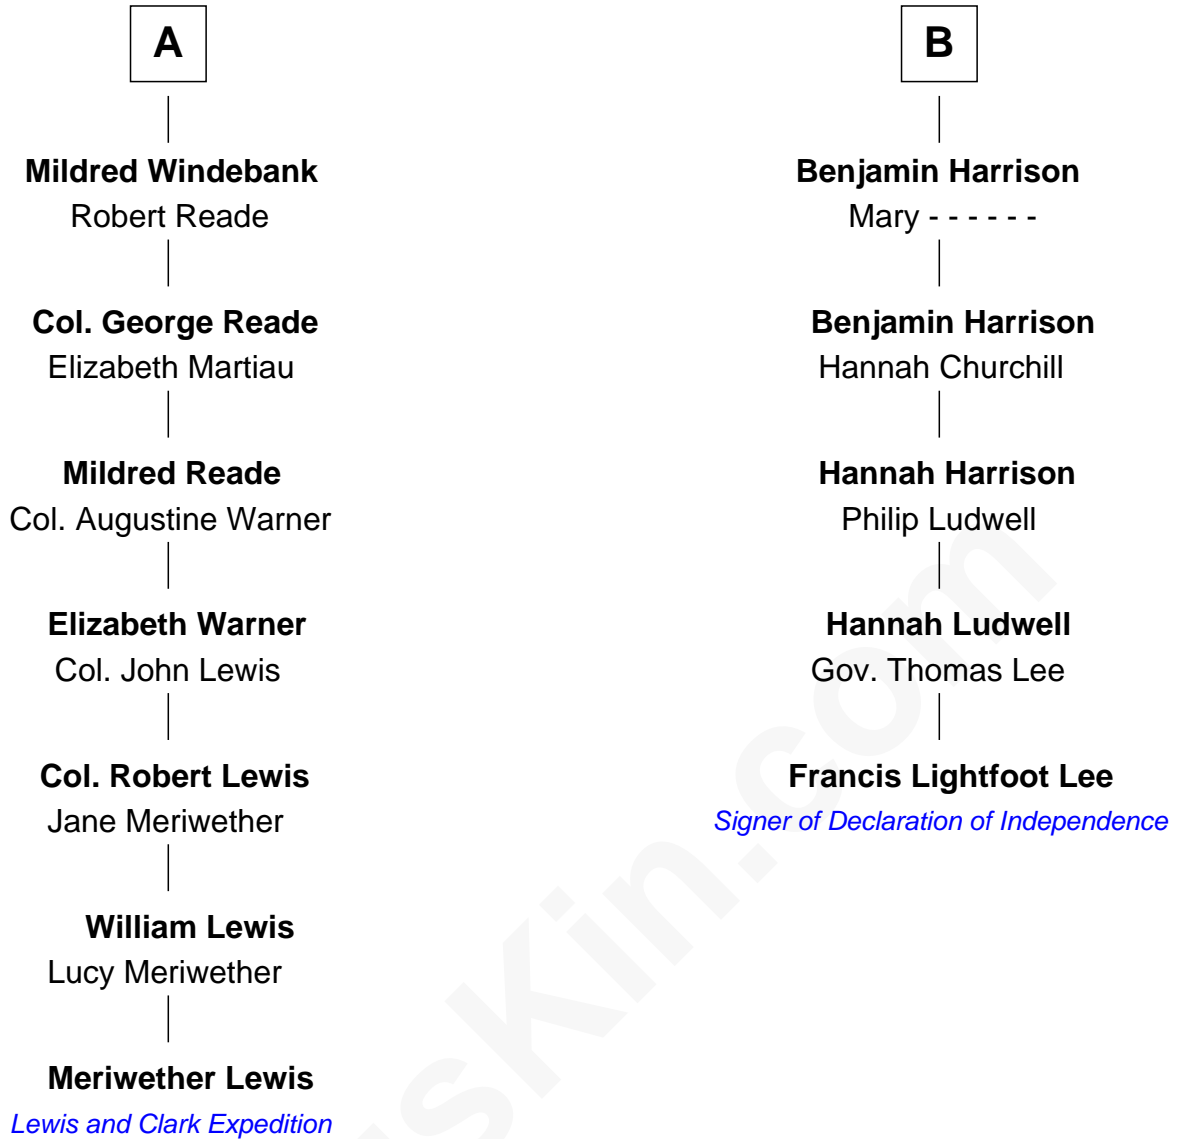 A
Mildred Windebank
Robert Reade
Col. George Reade
Elizabeth Martiau
Mildred Reade
Col. Augustine Warner
Elizabeth Warner
Col. John Lewis
Col. Robert Lewis
Jane Meriwether
William Lewis
Lucy Meriwether
Meriwether Lewis
Lewis and Clark Expedition
B
Benjamin Harrison
Mary - - - - - -
Benjamin Harrison
Hannah Churchill
Hannah Harrison
Philip Ludwell
Hannah Ludwell
Gov. Thomas Lee
Francis Lightfoot Lee
Signer of Declaration of Independence
usKin.com